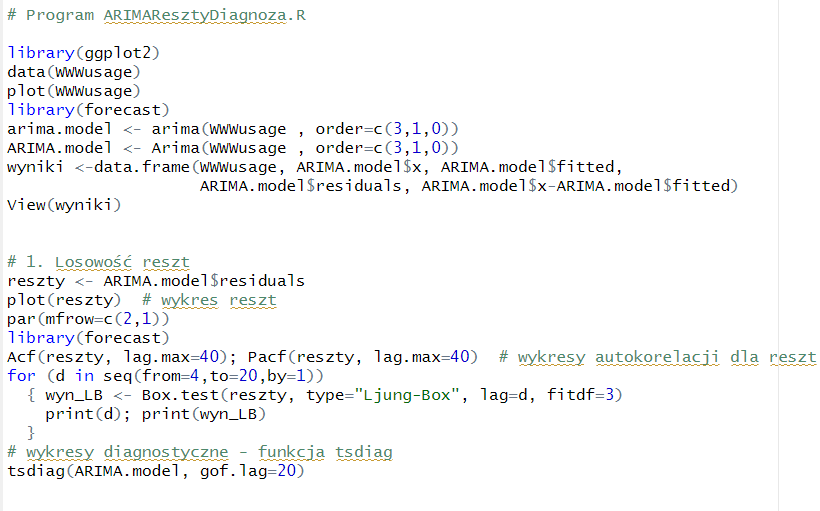 # Program ARIMAResztyDiagnoza.R
library(ggplot2)
data(WWWusage)
plot(WWWusage)
library(forecast)
arima.model <- arima(WWWusage , order=c(3,1,0))
ARIMA.model <- Arima(WWWusage , order=c(3,1,0))
wyniki <-data.frame(WWWusage, ARIMA.model$x, ARIMA.model$fitted,
ARIMA.model$residuals, ARIMA.model$x-ARIMA.model$fitted)
View(wyniki)
# 1. Losowość reszt
reszty <- ARIMA.model$residuals
plot(reszty)  # wykres reszt
par(mfrow=c(2,1))
library(forecast)
Acf(reszty, lag.max=40); Pacf(reszty, lag.max=40)  # wykresy autokorelacji dla reszt
for (d in seq(from=4,to=20,by=1))
{ wyn_LB <- Box.test(reszty, type="Ljung-Box", lag=d, fitdf=3)
print(d); print(wyn_LB)
}
# wykresy diagnostyczne - funkcja tsdiag
tsdiag(ARIMA.model, gof.lag=20)